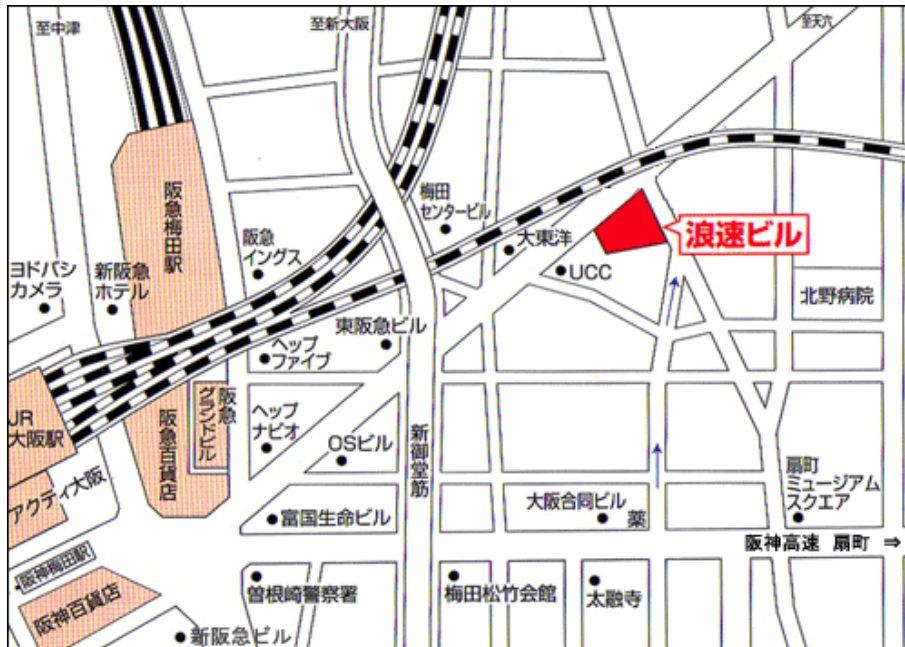 至中津
至新大阪
至天六
阪急梅田駅
梅田
センタービル
大東洋
浪速ビル
阪急
イングス
UCC
ヨドバシ
カメラ
新阪急
ホテル
北野病院
東阪急ビル
ヘップ
ファイブ
JR
大阪駅
阪急百貨店
阪急
グランドビル
ヘップ
ナビオ
OSビル
新御堂筋
アクティ大阪
扇町
ミュージアム
スクエア
大阪合同ビル
薬
富国生命ビル
阪神高速 扇町 ⇒
阪神梅田駅
阪神百貨店
曽根崎警察署
梅田松竹会館
太融寺
新阪急ビル